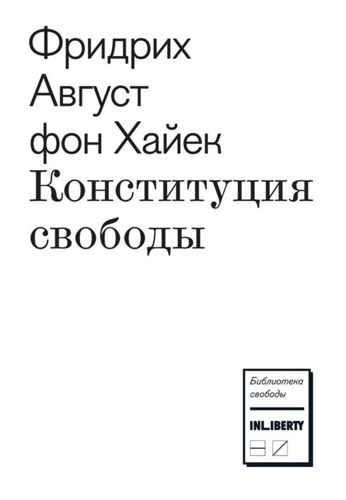 Фридрих
Август
фон Хайек
Конституция
свободы
Библиотека
свободы
INLIBERTY